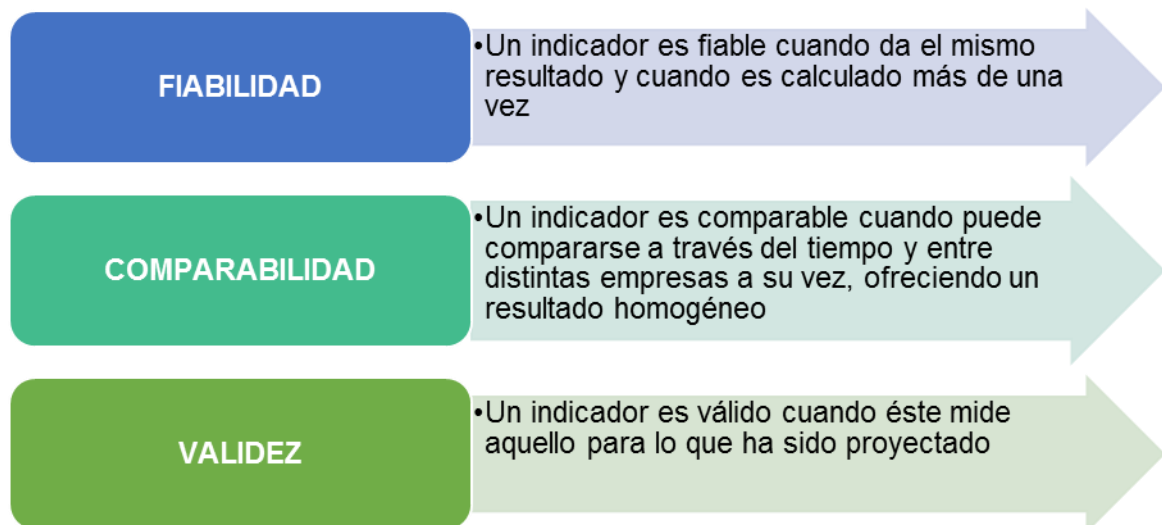 FIABILIDAD
•Un indicador es fiable cuando da el mismo
resultado y cuando es calculado más de una
vez
COMPARABILIDAD
•Un indicador es comparable cuando puede
compararse a través del tiempo y entre
distintas empresas a su vez, ofreciendo un
resultado homogéneo
VALIDEZ
•Un indicador es válido cuando éste mide
aquello para lo que ha sido proyectado